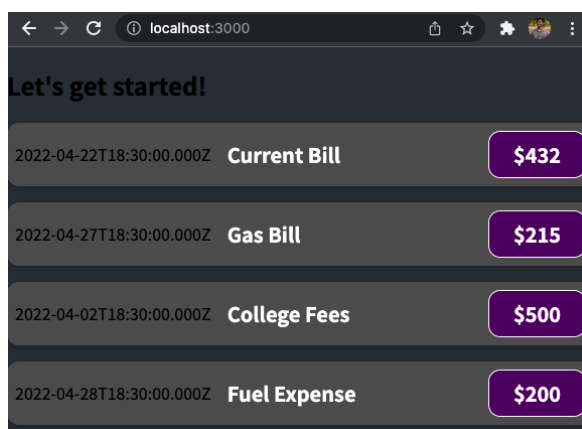 localhost:3000
Let's get started!
2022-04-22T18:30:00.000Z Current Bill $432
2022-04-27T18:30:00.000Z Gas Bill $215
2022-04-02T18:30:00.000Z College Fees $500
2022-04-28T18:30:00.000Z Fuel Expense $200